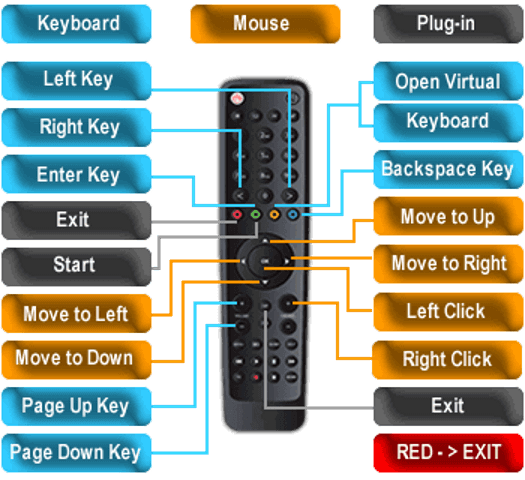 Keyboard
Mouse
Plug-in
Left Key
Right Key
Enter Key
Exit
Start
Move to Left
Move to Down
Page Up Key
Page Down Key
Open Virtual
Keyboard
Backspace Key
Move to Up
Move to Right
Left Click
Right Click
Exit
RED - > EXIT
OK